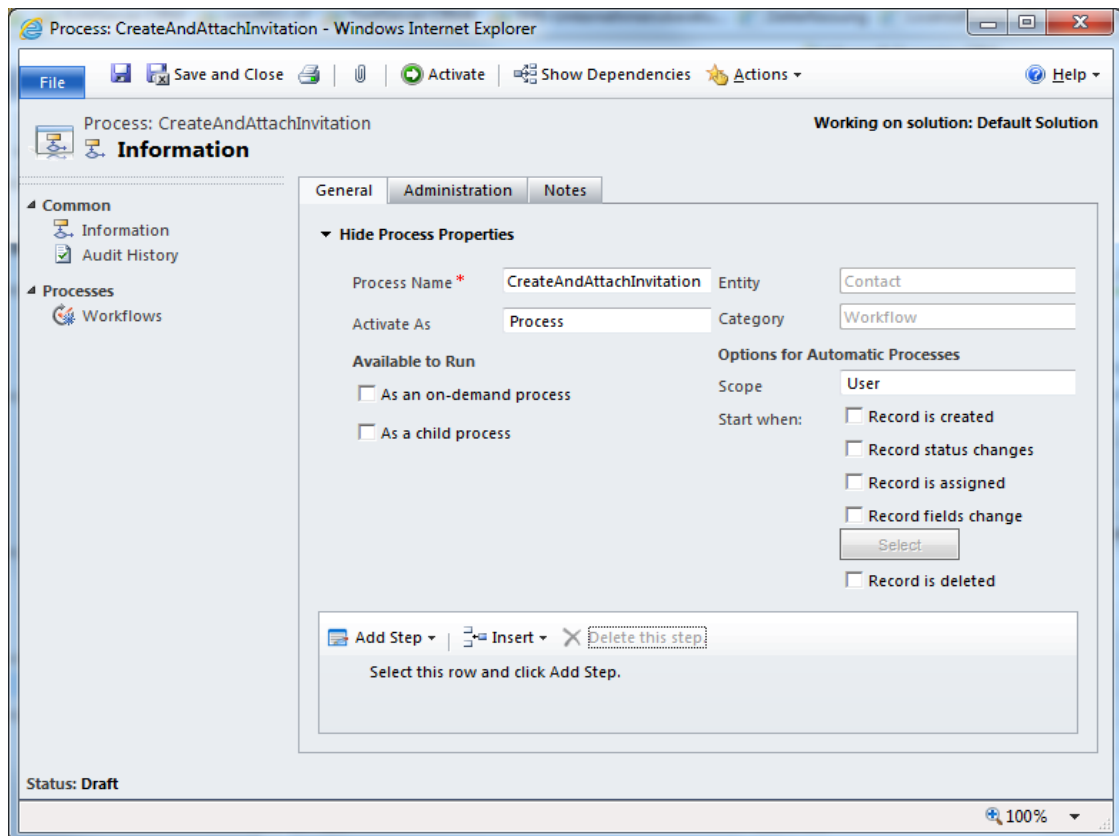 Process: CreateAndAttachInvitation - Windows Internet Explorer
File Save and Close Activate Show Dependencies Actions Help
Process: CreateAndAttachInvitation
Information
Working on solution: Default Solution
Common
Information
Audit History
Processes
Workflows
General Administration Notes
Hide Process Properties
Process Name * CreateAndAttachInvitation Entity Contact
Activate As Process Category Workflow
Available to Run Options for Automatic Processes
As an on-demand process Scope User
As a child process Start when: Record is created
Record status changes
Record is assigned
Record fields change
Select
Record is deleted
Add Step Insert Delete this step.
Select this row and click Add Step.
Status: Draft
100%